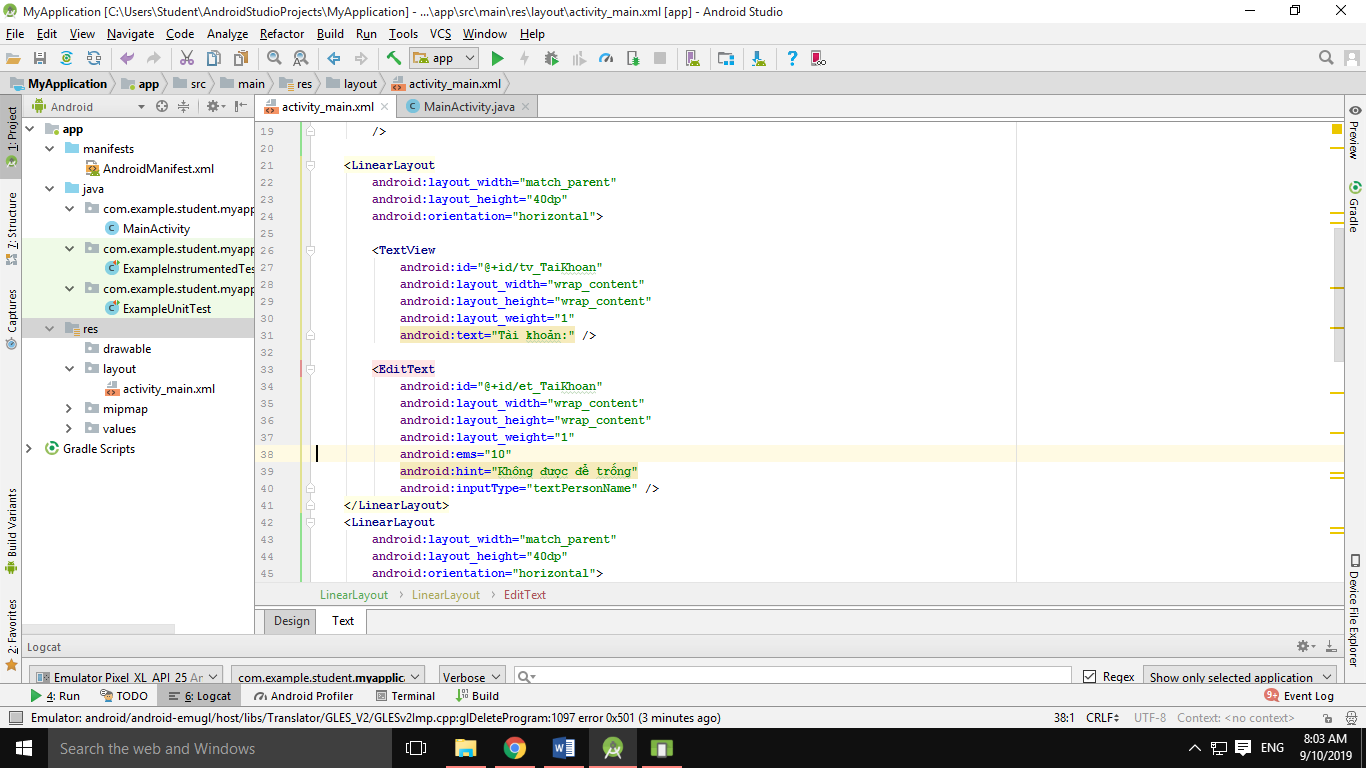 MyApplication [C:\Users\Student\AndroidStudioProjects\MyApplication] - ...\app\src\main\res\layout\activity_main.xml [app] - Android Studio
File Edit View Navigate Code Analyze Refactor Build Run Tools VCS Window Help
app
MyApplication app src main res layout activity_main.xml
1: Project
7: Structure
Captures
Build Variants
2: Favorites
Android
app
manifests
AndroidManifest.xml
java
com.example.student.myapp
MainActivity
com.example.student.myapp
ExampleInstrumentedTes
com.example.student.myapp
ExampleUnitTest
res
drawable
layout
activity_main.xml
mipmap
values
Gradle Scripts
activity_main.xml MainActivity.java
19 />
20
21 <LinearLayout
22 android:layout_width="match_parent"
23 android:layout_height="40dp"
24 android:orientation="horizontal">
25
26 <TextView
27 android:id="@+id/tv_TaiKhoan"
28 android:layout_width="wrap_content"
29 android:layout_height="wrap_content"
30 android:layout_weight="1"
31 android:text="Tài khoản:" />
32
33 <EditText
34 android:id="@+id/et_TaiKhoan"
35 android:layout_width="wrap_content"
36 android:layout_height="wrap_content"
37 android:layout_weight="1"
38 android:ems="10"
39 android:hint="Không được để trống"
40 android:inputType="textPersonName" />
41 </LinearLayout>
42 <LinearLayout
43 android:layout_width="match_parent"
44 android:layout_height="40dp"
45 android:orientation="horizontal">
LinearLayout › LinearLayout › EditText
Design Text
Preview
Gradle
Device File Explorer
Logcat
Emulator Pixel_XL_API_25 An com.example.student.myapplica Verbose Regex Show only selected application
4: Run TODO 6: Logcat Android Profiler Terminal Build 9+ Event Log
Emulator: android/android-emugl/host/libs/Translator/GLES_V2/GLESv2Imp.cpp:glDeleteProgram:1097 error 0x501 (3 minutes ago) 38:1 CRLF UTF-8 Context: <no context>
Search the web and Windows
ENG
8:03 AM
9/10/2019